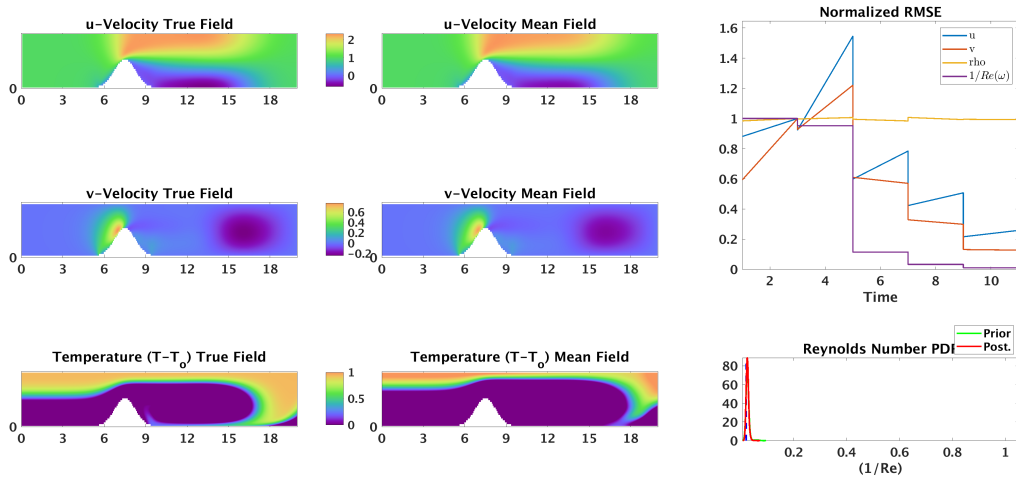 u-Velocity True Field
0
0 3 6 9 12 15 18
2
1
0
u-Velocity Mean Field
0
0 3 6 9 12 15 18
Normalized RMSE
1.6
1.4
1.2
1
0.8
0.6
0.4
0.2
0
2 4 6 8 10
Time
u
v
rho
1/Re(ω)
v-Velocity True Field
0
0 3 6 9 12 15 18
0.6
0.4
0.2
0
-0.2
v-Velocity Mean Field
0
0 3 6 9 12 15 18
Temperature (T-To) True Field
0
0 3 6 9 12 15 18
1
0.5
0
Temperature (T-To) Mean Field
0
0 3 6 9 12 15 18
Reynolds Number PDF
Prior
Post.
80
60
40
20
0
0.2 0.4 0.6 0.8 1
(1/Re)